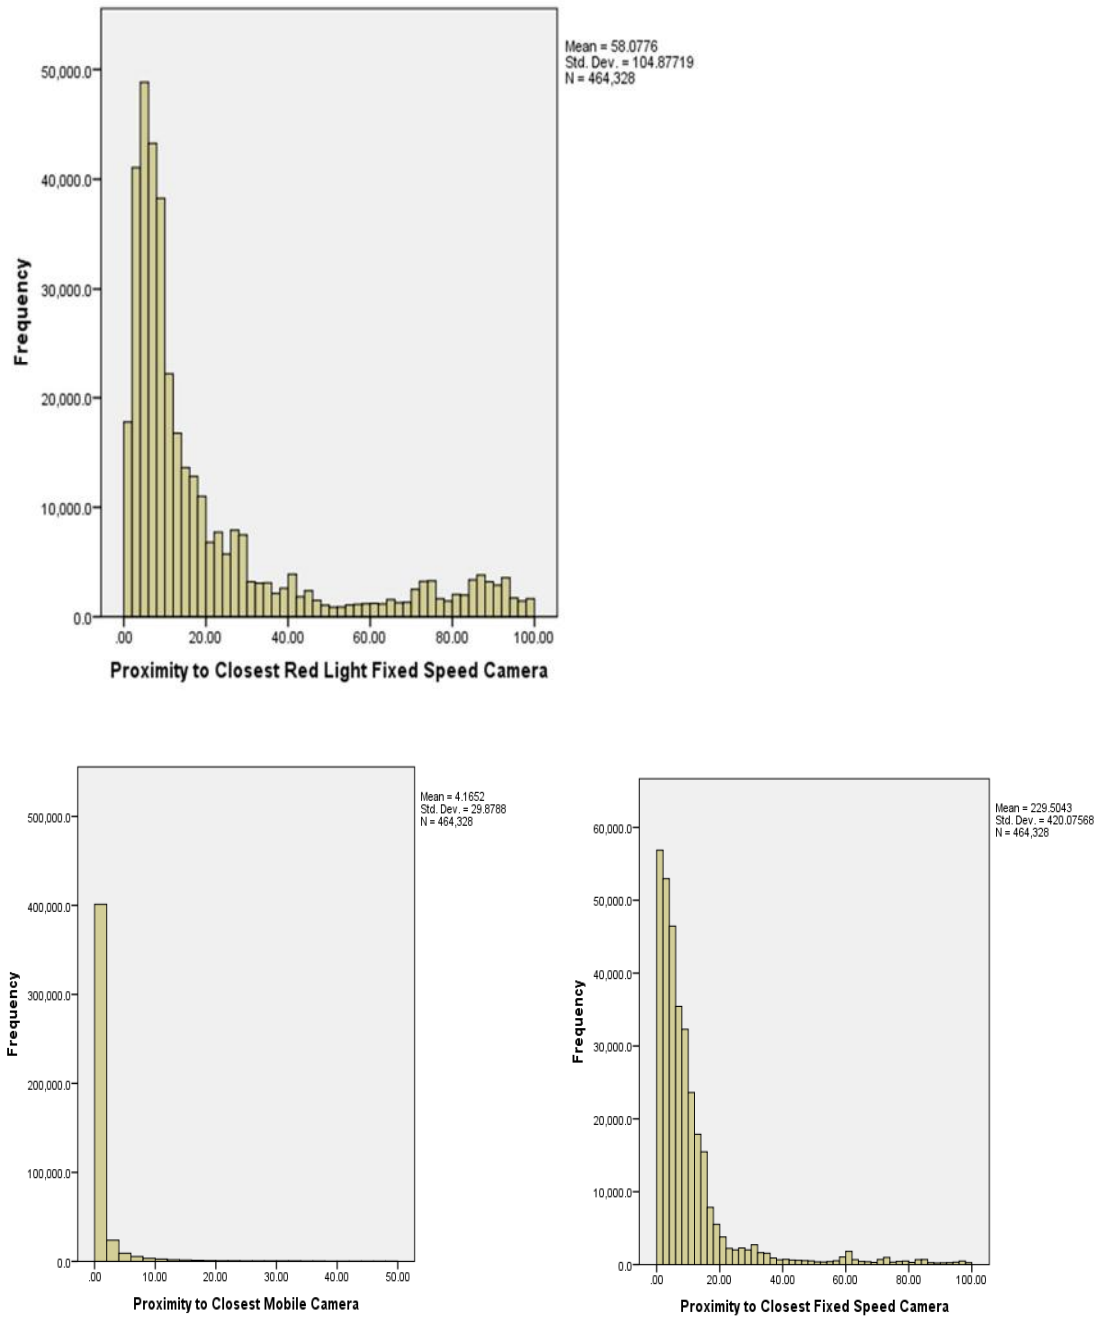 Mean = 58.0776
Std. Dev. = 104.87719
N = 464,328
50,000.0
40,000.0
30,000.0
20,000.0
10,000.0
0.0
Frequency
.00 20.00 40.00 60.00 80.00 100.00
Proximity to Closest Red Light Fixed Speed Camera
Mean = 4.1652
Std. Dev. = 29.8788
N = 464,328
500,000.0
400,000.0
300,000.0
200,000.0
100,000.0
0.0
Frequency
.00 10.00 20.00 30.00 40.00 50.00
Proximity to Closest Mobile Camera
Mean = 229.5043
Std. Dev. = 420.07568
N = 464,328
60,000.0
50,000.0
40,000.0
30,000.0
20,000.0
10,000.0
0.0
Frequency
.00 20.00 40.00 60.00 80.00 100.00
Proximity to Closest Fixed Speed Camera